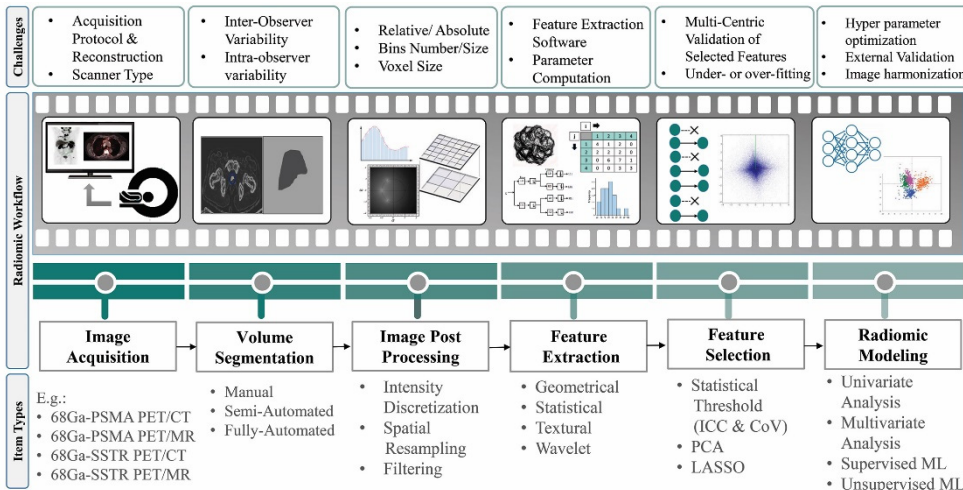 Challenges
• Acquisition
Protocol &
Reconstruction
• Scanner Type
• Inter-Observer
Variability
• Intra-observer
variability
• Relative/ Absolute
• Bins Number/Size
• Voxel Size
• Feature Extraction
Software
• Parameter
Computation
• Multi-Centric
Validation of
Selected Features
• Under- or over-fitting
• Hyper parameter
optimization
• External Validation
• Image harmonization
Radiomic Workflow
Image
Acquisition
Volume
Segmentation
Image Post
Processing
Feature
Extraction
Feature
Selection
Radiomic
Modeling
Item Types
E.g.:
• 68Ga-PSMA PET/CT
• 68Ga-PSMA PET/MR
• 68Ga-SSTR PET/CT
• 68Ga-SSTR PET/MR
• Manual
• Semi-Automated
• Fully-Automated
• Intensity
Discretization
• Spatial
Resampling
• Filtering
• Geometrical
• Statistical
• Textural
• Wavelet
• Statistical
Threshold
(ICC & CoV)
• PCA
• LASSO
• Univariate
Analysis
• Multivariate
Analysis
• Supervised ML
• Unsupervised ML